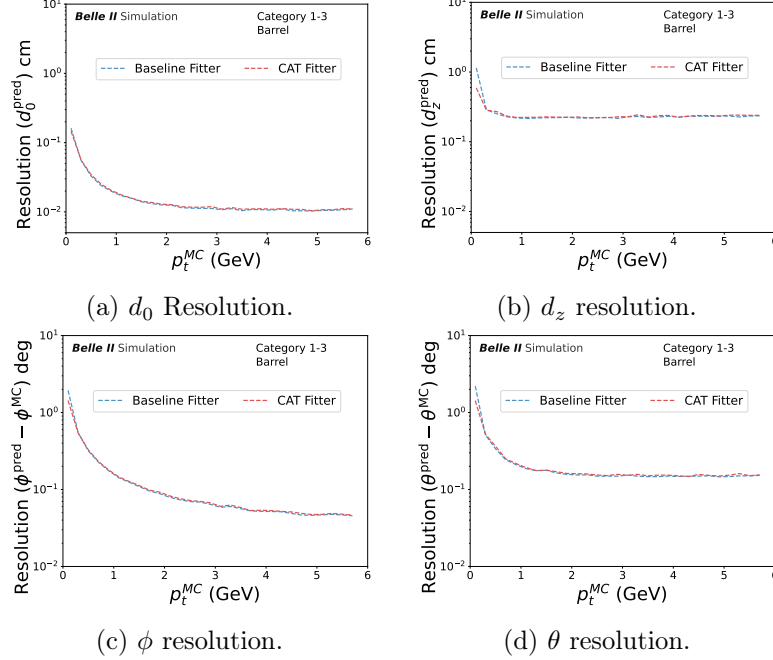 Belle II Simulation
Category 1-3
Barrel
Baseline Fitter
CAT Fitter
Resolution (d_0^pred) cm
10^1
10^0
10^-1
10^-2
0 1 2 3 4 5 6
p_t^MC (GeV)
(a) d_0 Resolution.
Belle II Simulation
Category 1-3
Barrel
Baseline Fitter
CAT Fitter
Resolution (d_z^pred) cm
10^1
10^0
10^-1
10^-2
0 1 2 3 4 5 6
p_t^MC (GeV)
(b) d_z resolution.
Belle II Simulation
Category 1-3
Barrel
Baseline Fitter
CAT Fitter
Resolution (ϕ^pred − ϕ^MC) deg
10^1
10^0
10^-1
10^-2
0 1 2 3 4 5 6
p_t^MC (GeV)
(c) ϕ resolution.
Belle II Simulation
Category 1-3
Barrel
Baseline Fitter
CAT Fitter
Resolution (θ^pred − θ^MC) deg
10^1
10^0
10^-1
10^-2
0 1 2 3 4 5 6
p_t^MC (GeV)
(d) θ resolution.